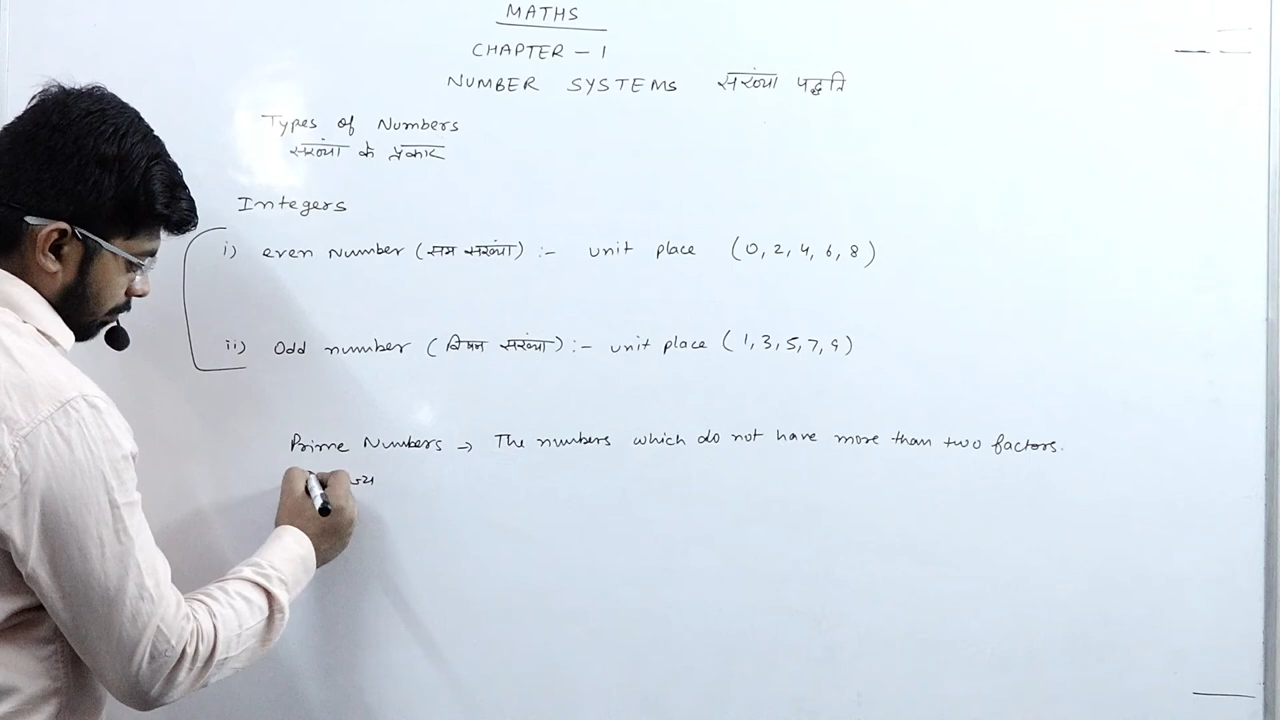 MATHS
CHAPTER - 1
NUMBER SYSTEMS संख्या पद्धति
Types of Numbers
संख्या के प्रकार
Integers
i) even Number (सम संख्या) :- unit place (0, 2, 4, 6, 8)
ii) Odd number (विषम संख्या) :- unit place (1, 3, 5, 7, 9)
Prime Numbers → The numbers which do not have more than two factors.